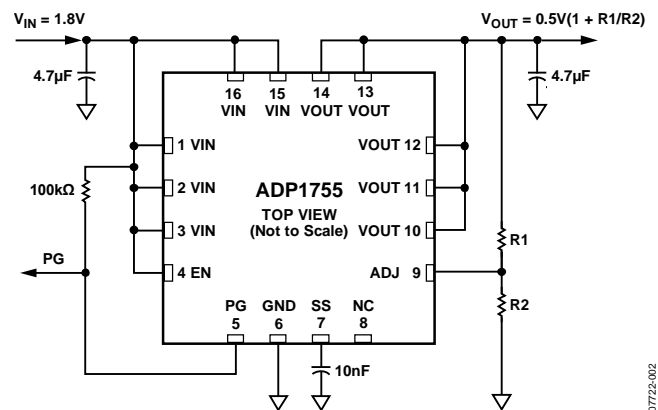 VIN = 1.8V
VOUT = 0.5V(1 + R1/R2)
4.7µF
4.7µF
16
VIN
15
VIN
14
VOUT
13
VOUT
1 VIN
2 VIN
3 VIN
4 EN
VOUT 12
VOUT 11
VOUT 10
ADJ 9
ADP1755
TOP VIEW
(Not to Scale)
100kΩ
PG
R1
R2
PG
5
GND
6
SS
7
NC
8
10nF
07722-002